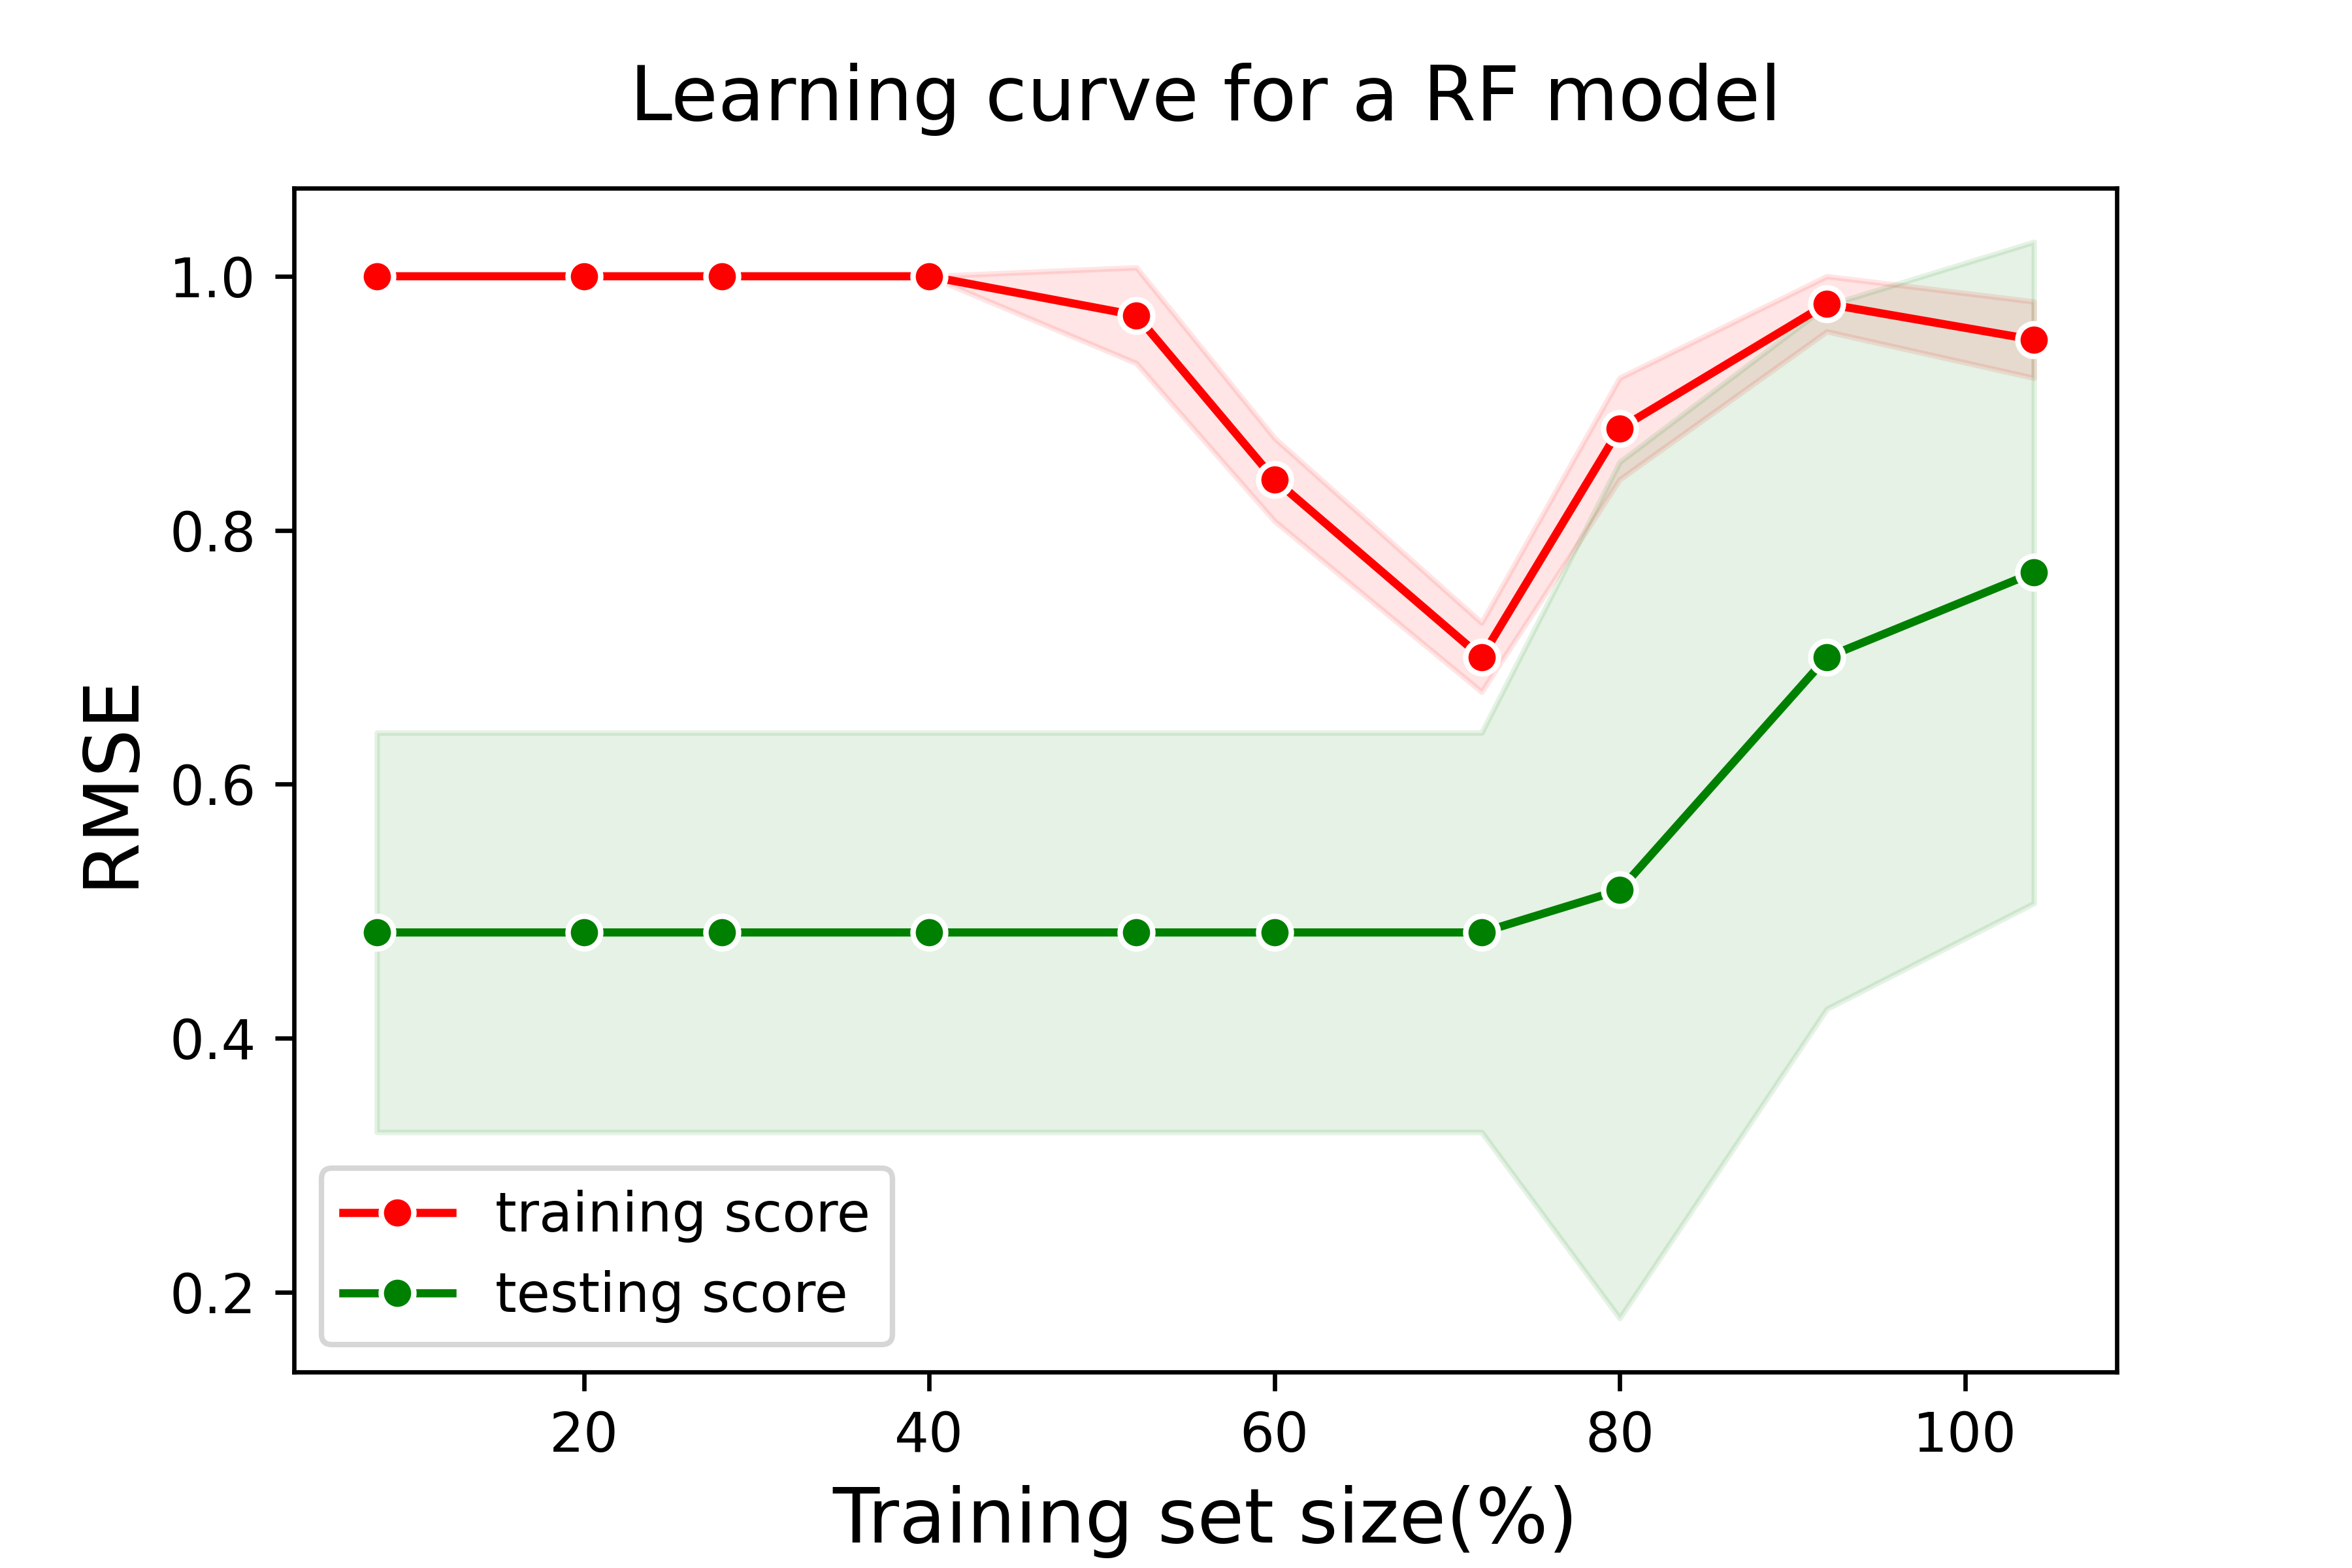 Learning curve for a RF model
RMSE
1.0
0.8
0.6
0.4
0.2
training score
testing score
20 40 60 80 100
Training set size(%)